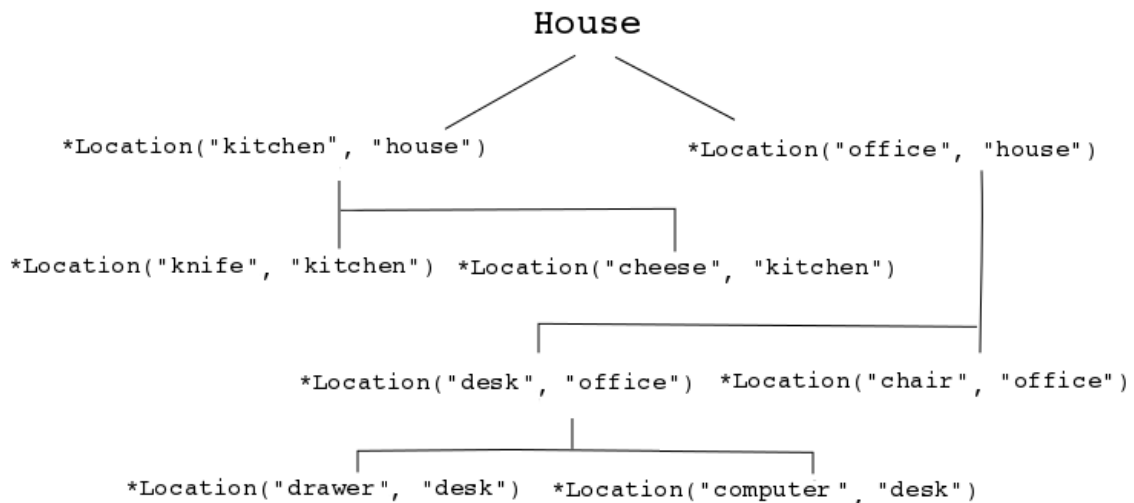 House
*Location("kitchen", "house")
*Location("office", "house")
*Location("knife", "kitchen")
*Location("cheese", "kitchen")
*Location("desk", "office")
*Location("chair", "office")
*Location("drawer", "desk")
*Location("computer", "desk")